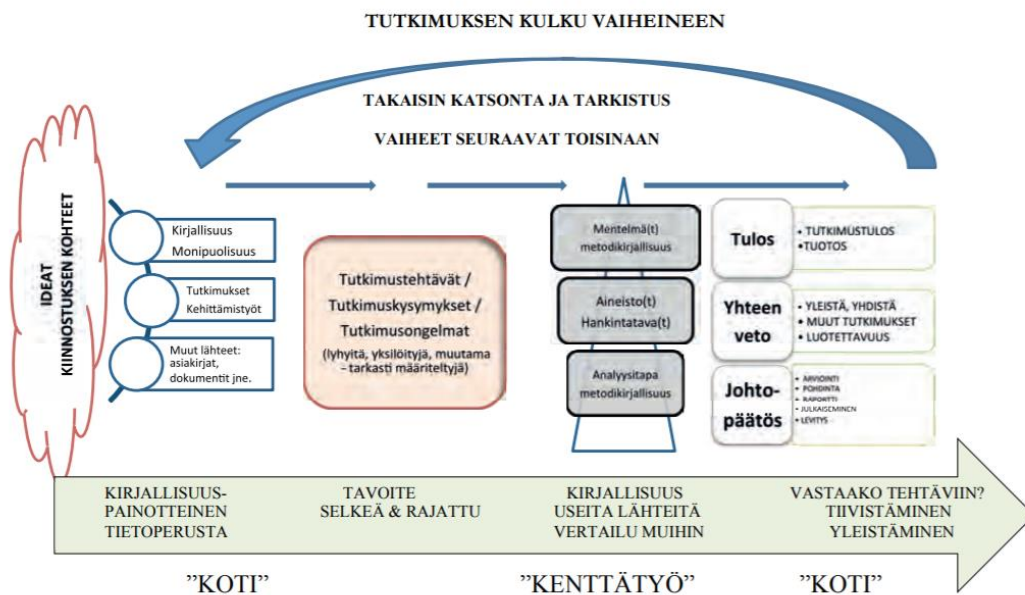 TUTKIMUKSEN KULKU VAIHEINEEN
TAKAISIN KATSONTA JA TARKISTUS
VAIHEET SEURAAVAT TOISINAAN
IDEAT
KIINNOSTUKSEN KOHTEET
Kirjallisuus
Monipuolisuus
Tutkimukset
Kehittämistyöt
Muut lähteet:
asiakirjat,
dokumentit jne.
Tutkimustehtävät /
Tutkimuskysymykset /
Tutkimusongelmat
(lyhyitä, yksilöityjä, muutama
- tarkasti määriteltyjä)
Mentelmä(t)
metodikirjallisuus
Aineisto(t)
Hankintatava(t)
Analyysitapa
metodikirjallisuus
Tulos
• TUTKIMUSTULOS
• TUOTOS
Yhteen
veto
• YLEISTÄ, YHDISTÄ
• MUUT TUTKIMUKSET
• LUOTETTAVUUS
Johto-
päätös
• ARVIOINTI
• POHDINTA
• RAPORTTI
• JULKAISEMINEN
• LEVITYS
KIRJALLISUUS-
PAINOTTEINEN
TIETOPERUSTA
TAVOITE
SELKEÄ & RAJATTU
KIRJALLISUUS
USEITA LÄHTEITÄ
VERTAILU MUIHIN
VASTAAKO TEHTÄVIIN?
TIIVISTÄMINEN
YLEISTÄMINEN
”KOTI”
”KENTTÄTYÖ”
”KOTI”